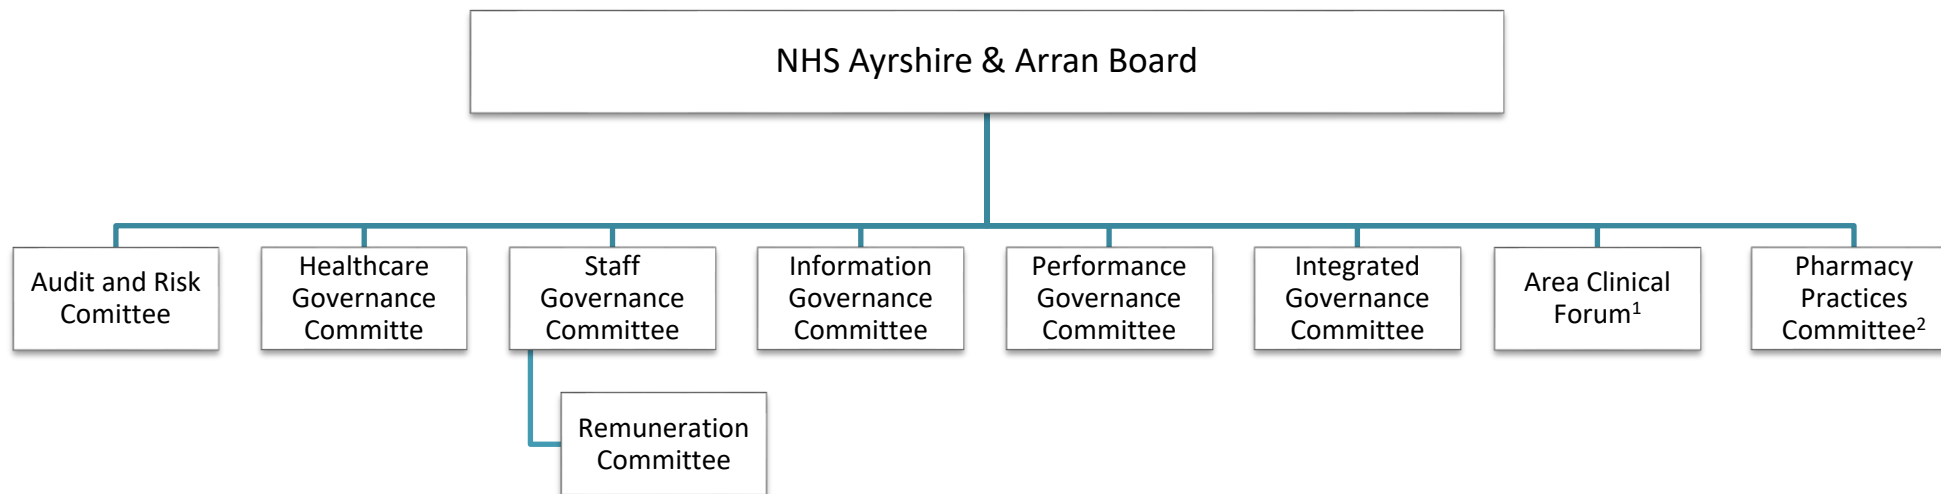 NHS Ayrshire & Arran Board
Audit and Risk
Comittee
Healthcare
Governance
Committe
Staff
Governance
Committee
Information
Governance
Committee
Performance
Governance
Committee
Integrated
Governance
Committee
Area Clinical
Forum¹
Pharmacy
Practices
Committee²
Remuneration
Committee